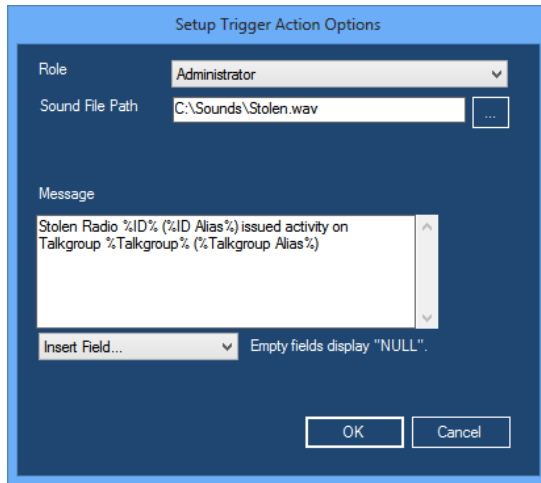 Setup Trigger Action Options
Role
Administrator
Sound File Path
C:\Sounds\Stolen.wav
...
Message
Stolen Radio %ID% (%ID Alias%) issued activity on
Talkgroup %Talkgroup% (%Talkgroup Alias%)
Insert Field...
Empty fields display "NULL".
OK
Cancel